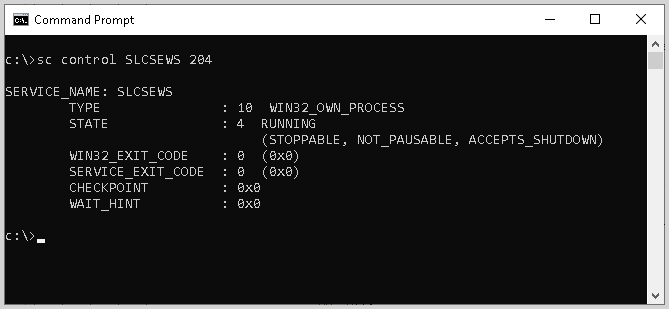 Command Prompt
c:\>sc control SLCSEWS 204
SERVICE_NAME: SLCSEWS
        TYPE               : 10  WIN32_OWN_PROCESS
        STATE              : 4  RUNNING
                                (STOPPABLE, NOT_PAUSABLE, ACCEPTS_SHUTDOWN)
        WIN32_EXIT_CODE    : 0  (0x0)
        SERVICE_EXIT_CODE  : 0  (0x0)
        CHECKPOINT         : 0x0
        WAIT_HINT          : 0x0
c:\>